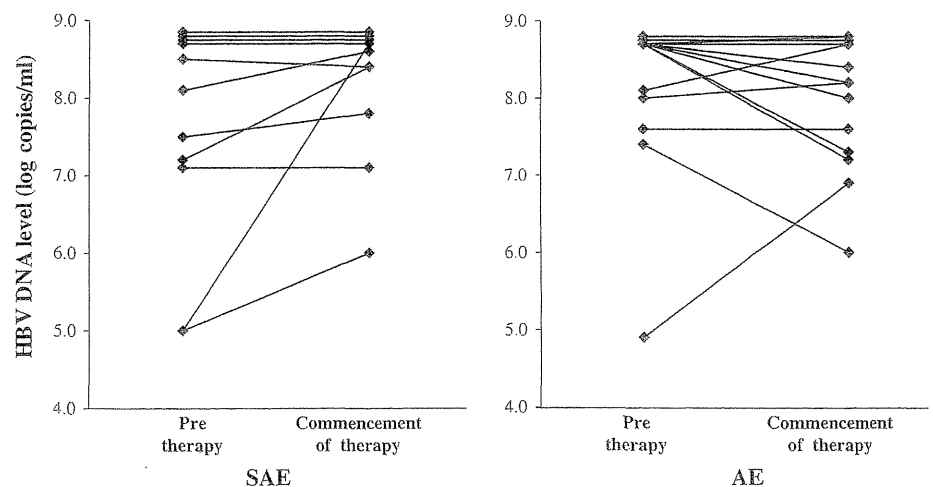 HBV DNA level (log copies/ml)
9.0
8.0
7.0
6.0
5.0
4.0
Pre
therapy
Commencement
of therapy
SAE
9.0
8.0
7.0
6.0
5.0
4.0
Pre
therapy
Commencement
of therapy
AE